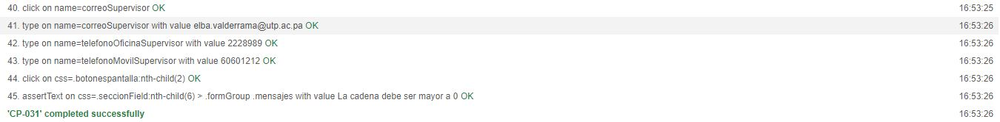 40. click on name=correoSupervisor OK 16:53:25
41. type on name=correoSupervisor with value elba.valderrama@utp.ac.pa OK 16:53:26
42. type on name=telefonoOficinaSupervisor with value 2228989 OK 16:53:26
43. type on name=telefonoMovilSupervisor with value 60601212 OK 16:53:26
44. click on css=.botonespantalla:nth-child(2) OK 16:53:26
45. assertText on css=.seccionField:nth-child(6) > .formGroup .mensajes with value La cadena debe ser mayor a 0 OK 16:53:26
'CP-031' completed successfully 16:53:26